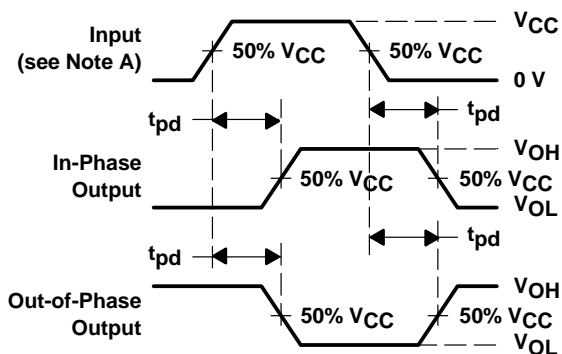 VCC
Input
(see Note A)
50% VCC
50% VCC
0 V
tpd
tpd
VOH
In-Phase
Output
50% VCC
50% VCC
VOL
tpd
tpd
VOH
Out-of-Phase
Output
50% VCC
50% VCC
VOL